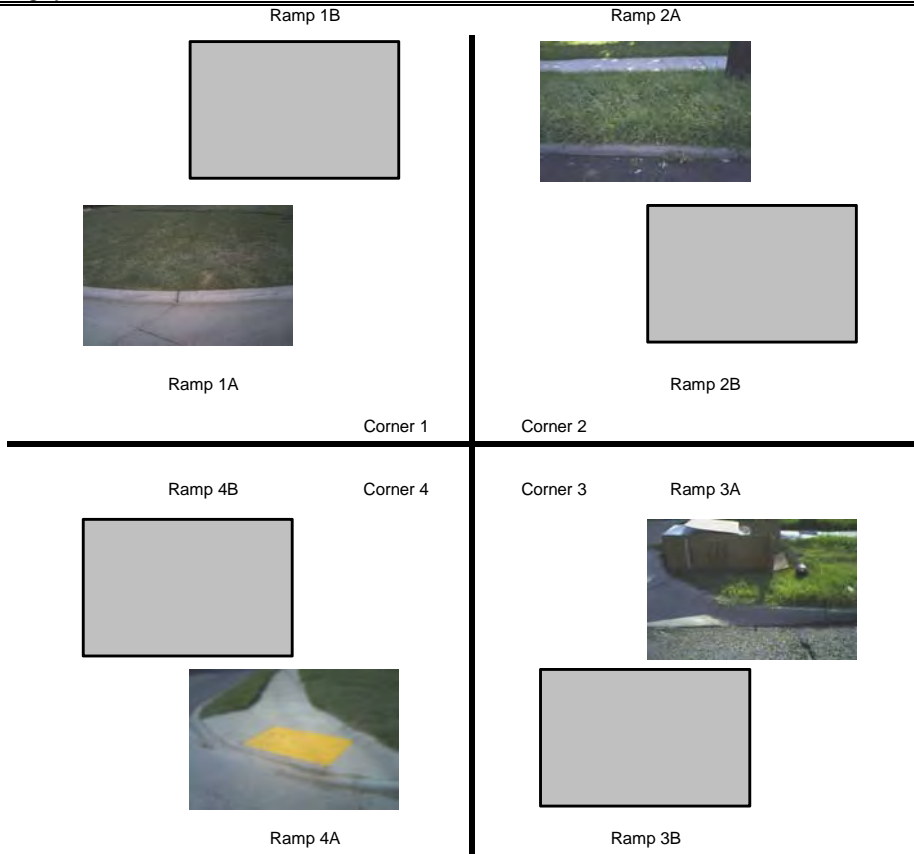 Ramp 1B
Ramp 2A
Ramp 1A
Ramp 2B
Corner 1
Corner 2
Ramp 4B
Corner 4
Corner 3
Ramp 3A
Ramp 4A
Ramp 3B